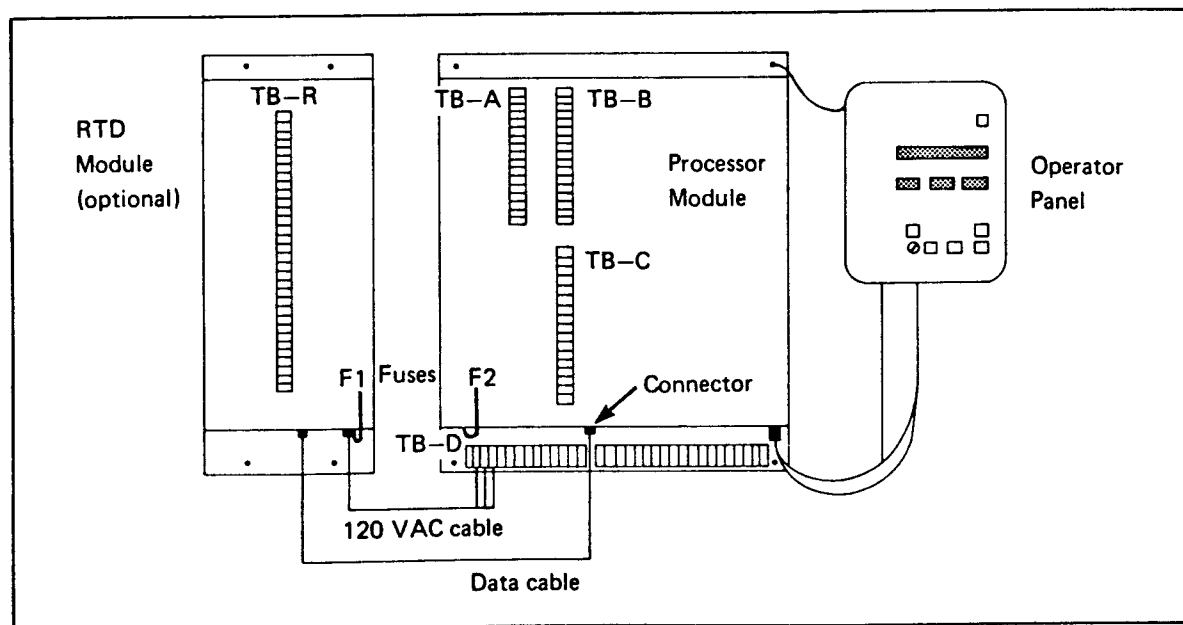 RTD
Module
(optional)
TB–R
F1 Fuses F2
TB–A
TB–B
Processor
Module
TB–C
Connector
TB–D
Operator
Panel
120 VAC cable
Data cable